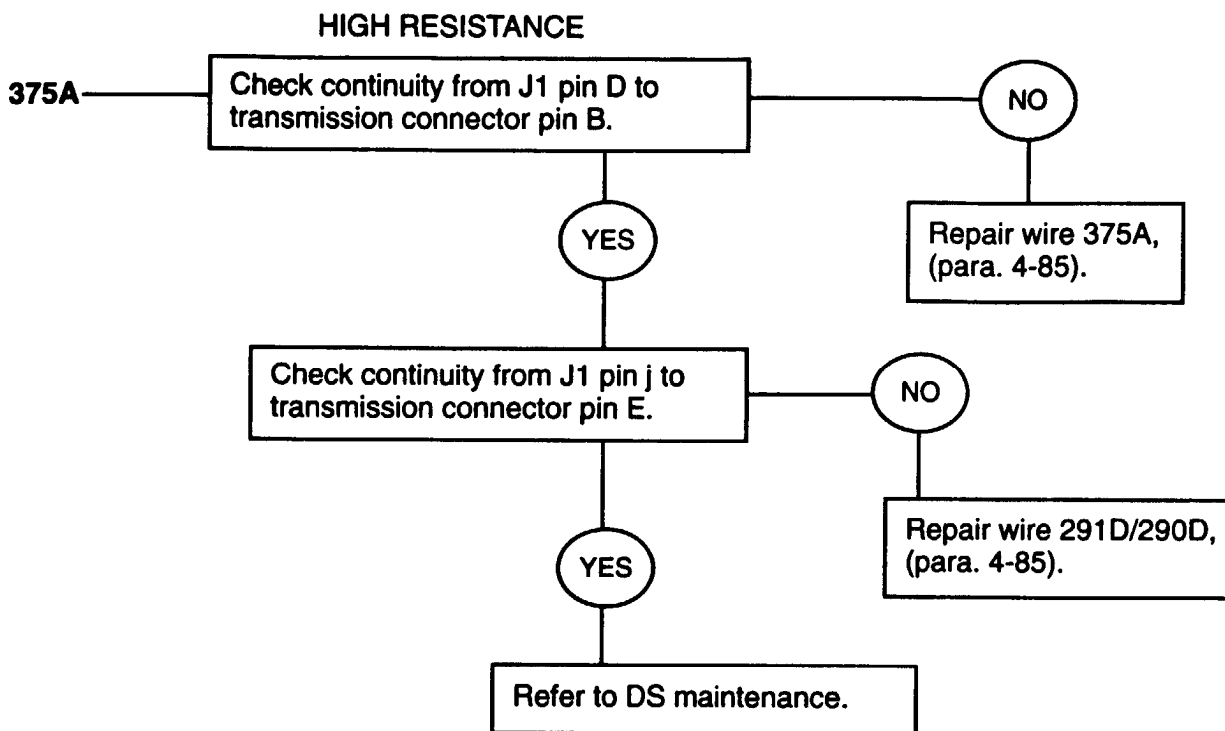 HIGH RESISTANCE
375A
Check continuity from J1 pin D to
transmission connector pin B.
NO
YES
Repair wire 375A,
(para. 4-85).
Check continuity from J1 pin j to
transmission connector pin E.
NO
YES
Repair wire 291D/290D,
(para. 4-85).
Refer to DS maintenance.